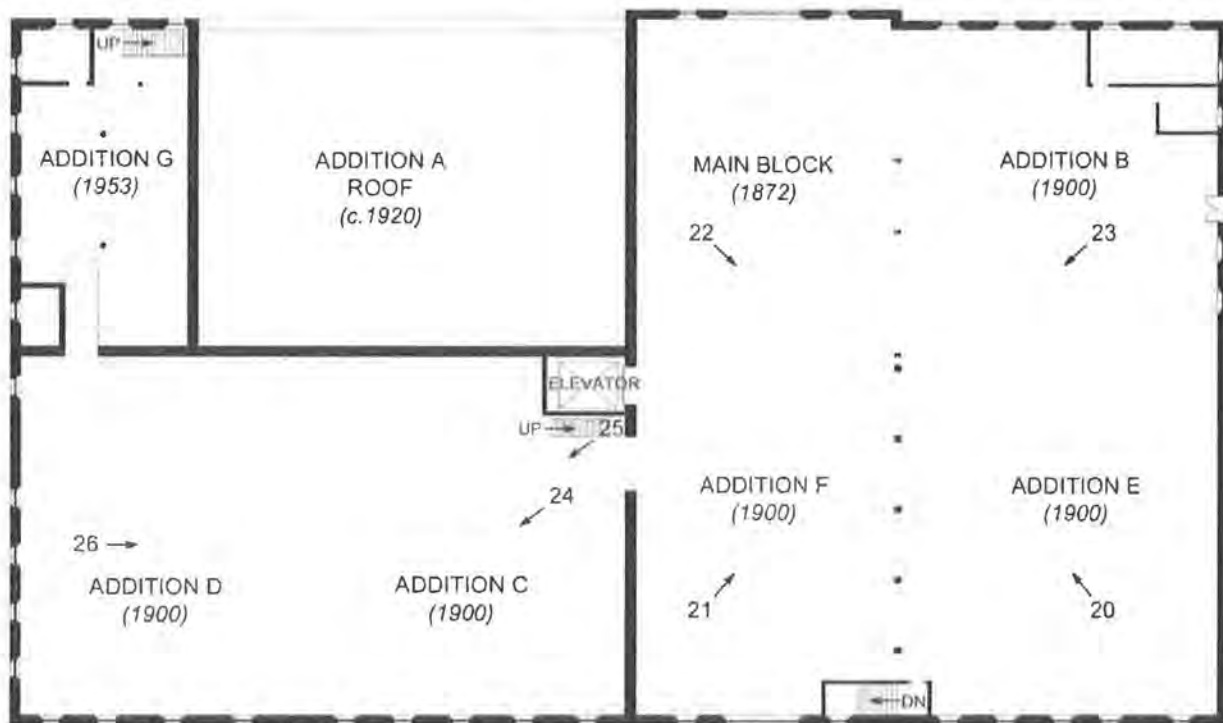 UP
ADDITION G
(1953)
ADDITION A
ROOF
(c.1920)
MAIN BLOCK
(1872)
ADDITION B
(1900)
22
23
ELEVATOR
UP
25
24
26
ADDITION D
(1900)
ADDITION C
(1900)
ADDITION F
(1900)
ADDITION E
(1900)
21
20
DN